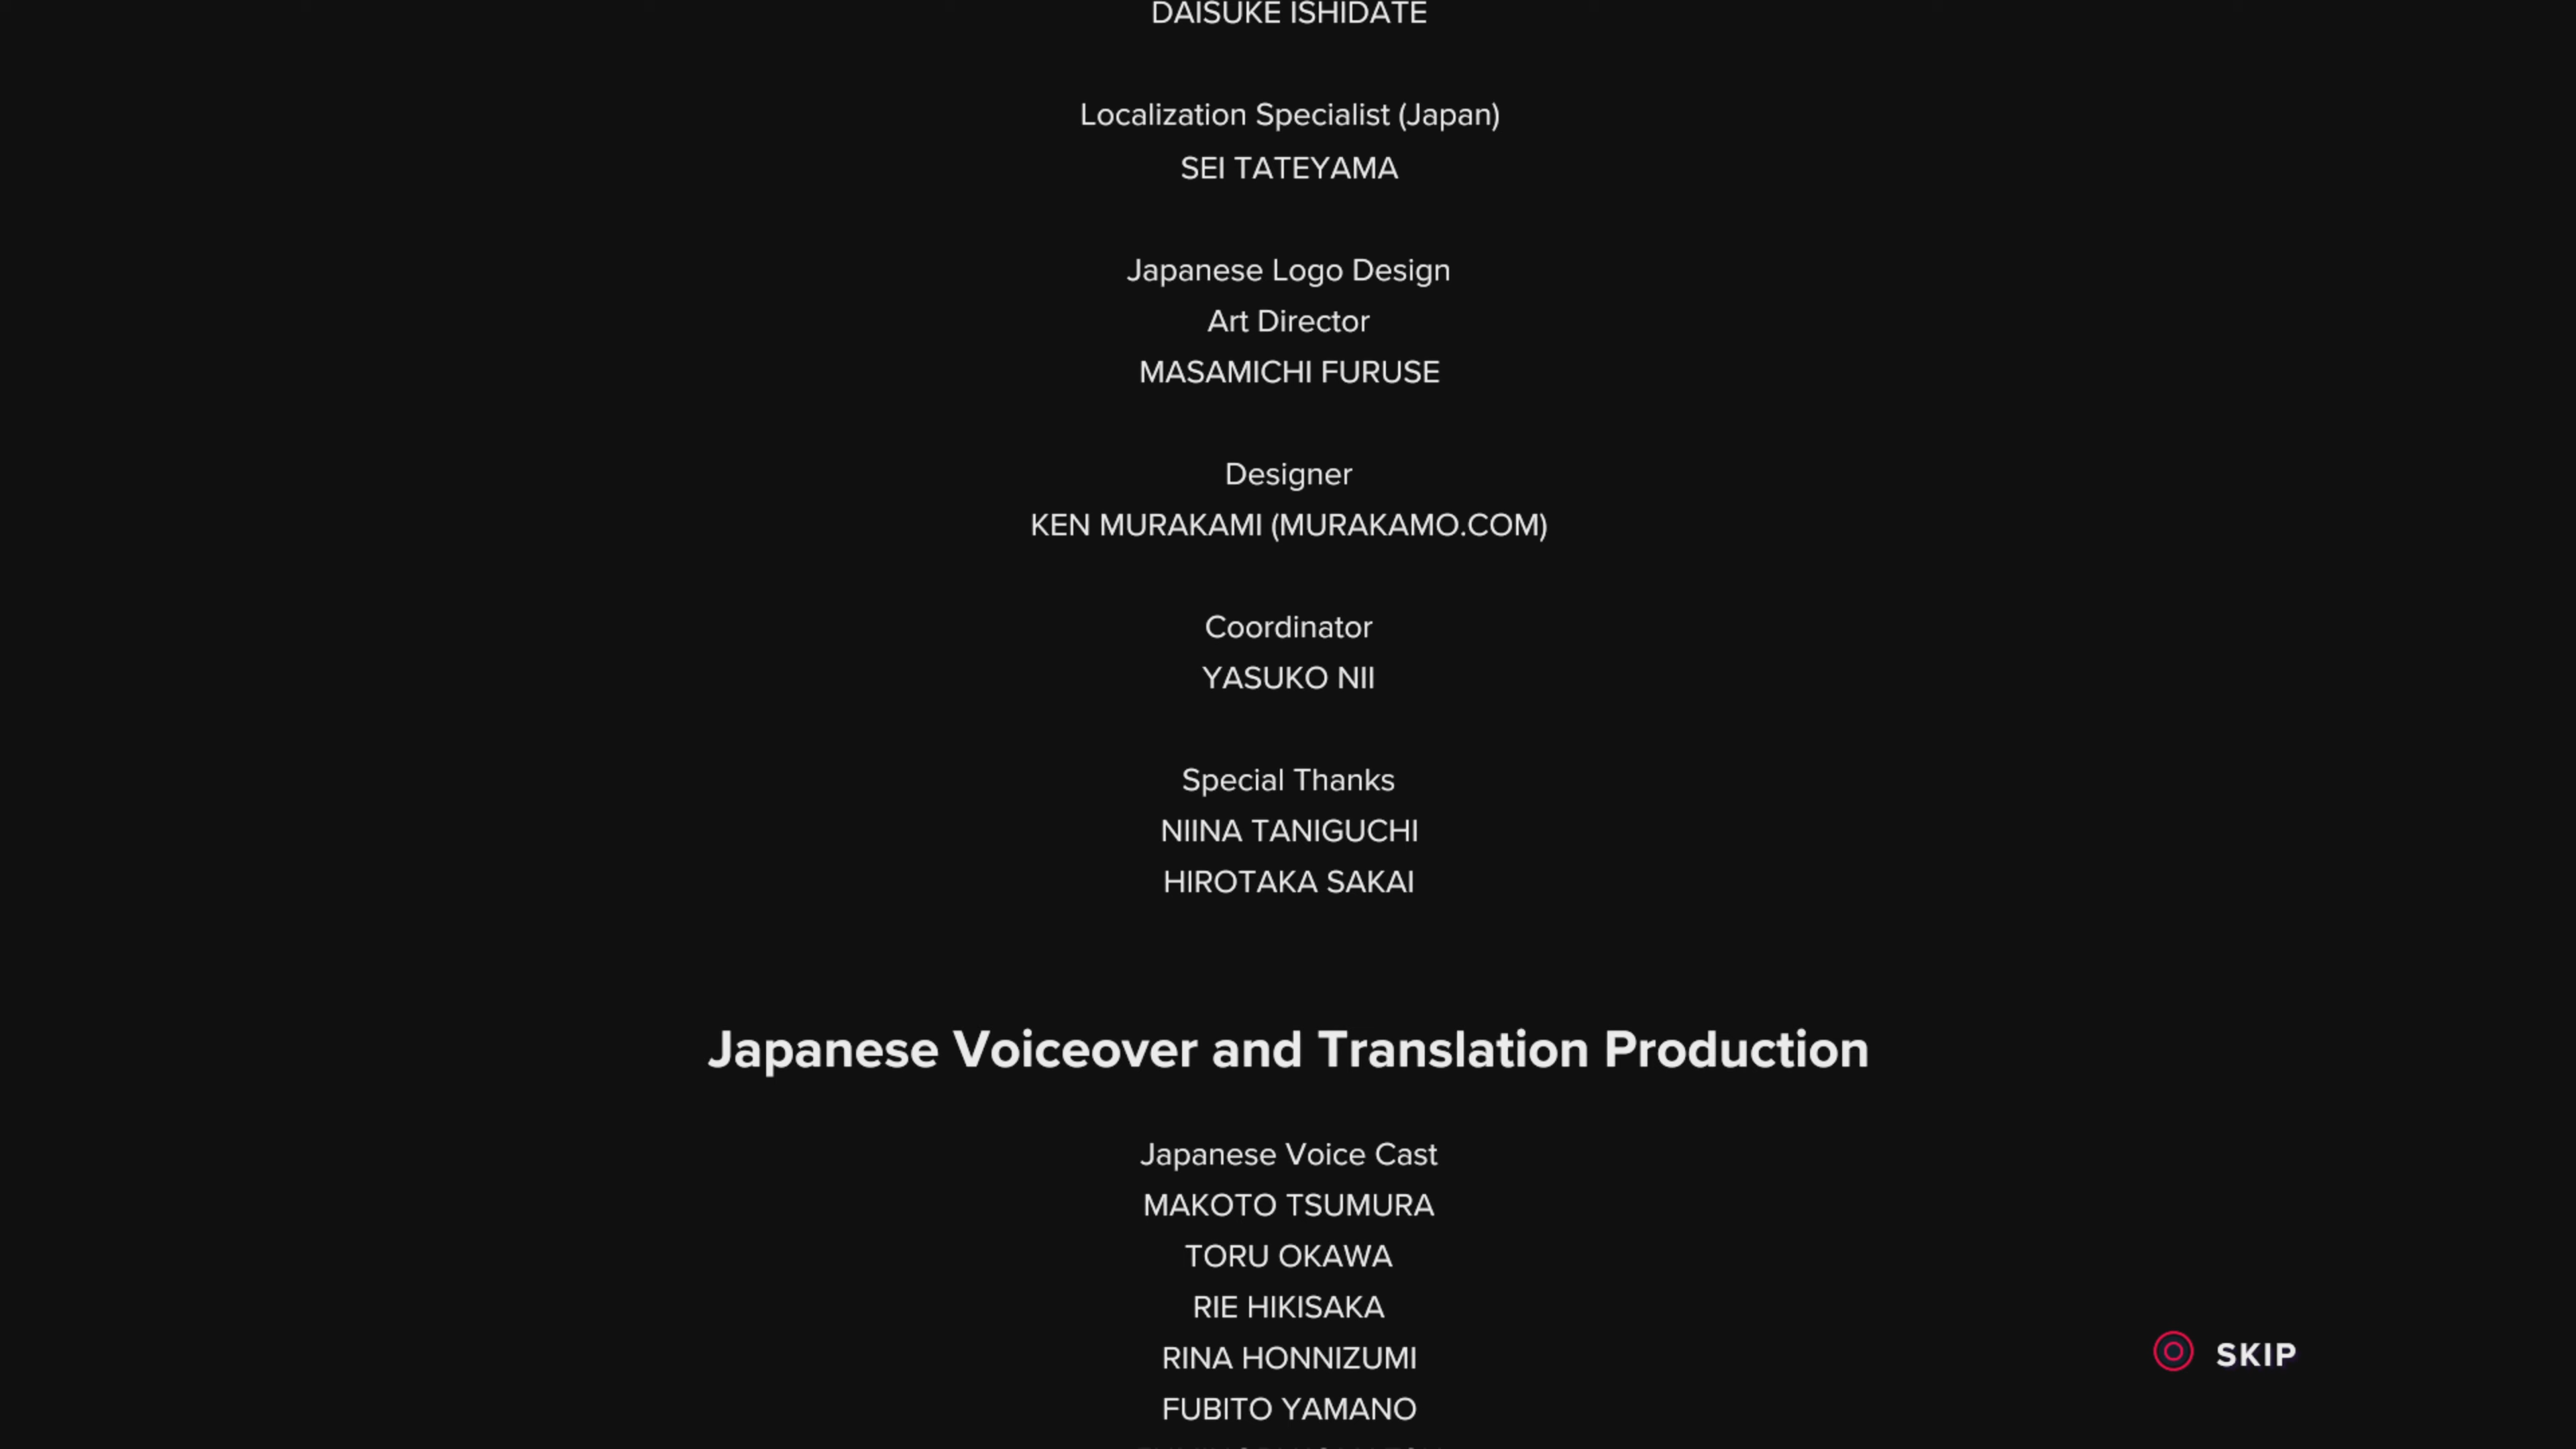 DAISUKE ISHIDATE
Localization Specialist (Japan)
SEI TATEYAMA
Japanese Logo Design
Art Director
MASAMICHI FURUSE
Designer
KEN MURAKAMI (MURAKAMO.COM)
Coordinator
YASUKO NII
Special Thanks
NIINA TANIGUCHI
HIROTAKA SAKAI
Japanese Voiceover and Translation Production
Japanese Voice Cast
MAKOTO TSUMURA
TORU OKAWA
RIE HIKISAKA
RINA HONNIZUMI
SKIP
FUBITO YAMANO